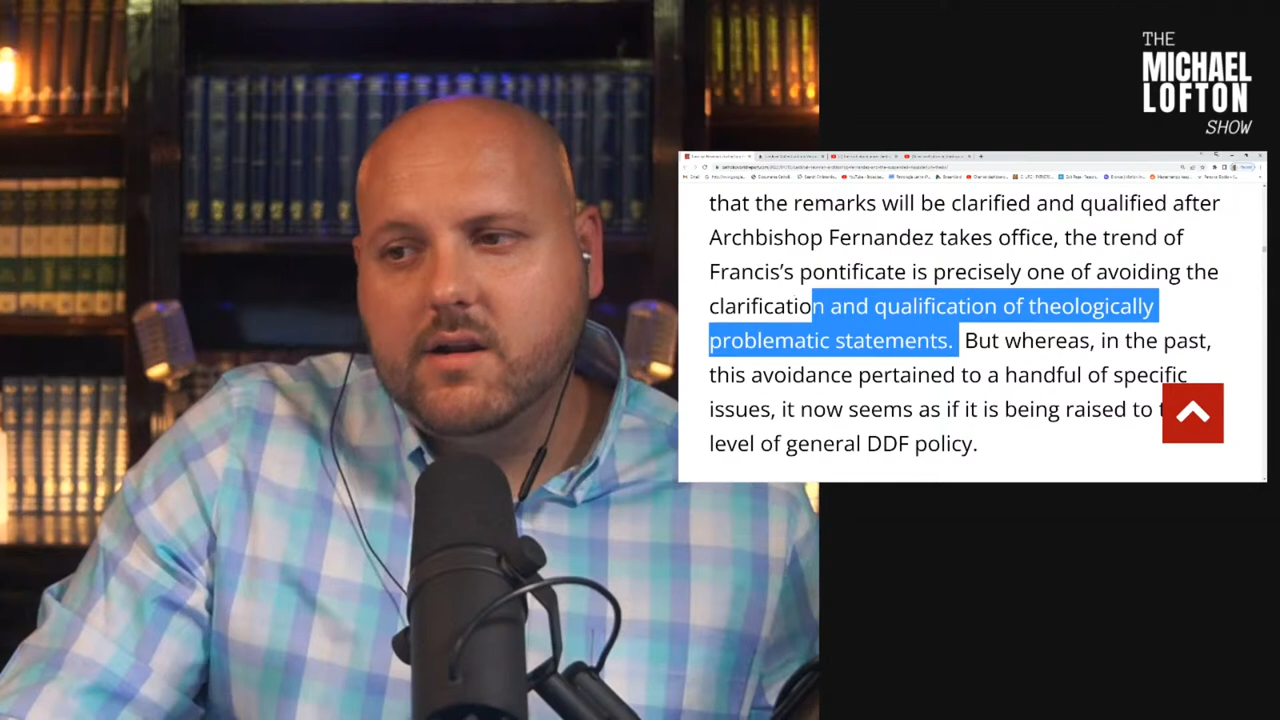 THE
MICHAEL
LOFTON
SHOW
that the remarks will be clarified and qualified after
Archbishop Fernandez takes office, the trend of
Francis’s pontificate is precisely one of avoiding the
clarification and qualification of theologically
problematic statements. But whereas, in the past,
this avoidance pertained to a handful of specific
issues, it now seems as if it is being raised to
level of general DDF policy.